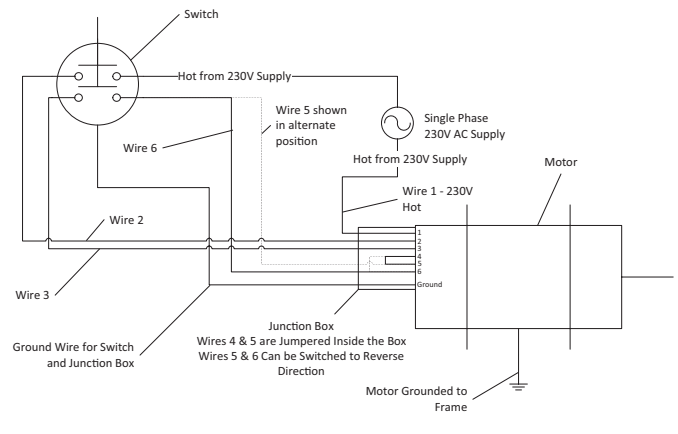 Switch
Hot from 230V Supply
Wire 5 shown
in alternate
position
Single Phase
230V AC Supply
Wire 6
Hot from 230V Supply
Motor
Wire 1 - 230V
Hot
Wire 2
1
2
3
4
5
6
Ground
Wire 3
Junction Box
Wires 4 & 5 are Jumpered Inside the Box
Wires 5 & 6 Can be Switched to Reverse
Direction
Ground Wire for Switch
and Junction Box
Motor Grounded to
Frame